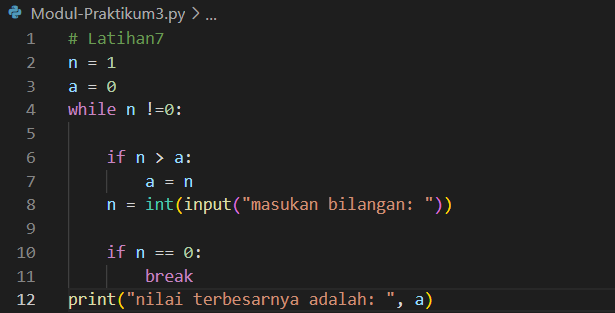 Modul-Praktikum3.py > ...
1 # Latihan7
2 n = 1
3 a = 0
4 while n !=0:
5
6     if n > a:
7         a = n
8     n = int(input("masukan bilangan: "))
9
10     if n == 0:
11         break
12 print("nilai terbesarnya adalah: ", a)